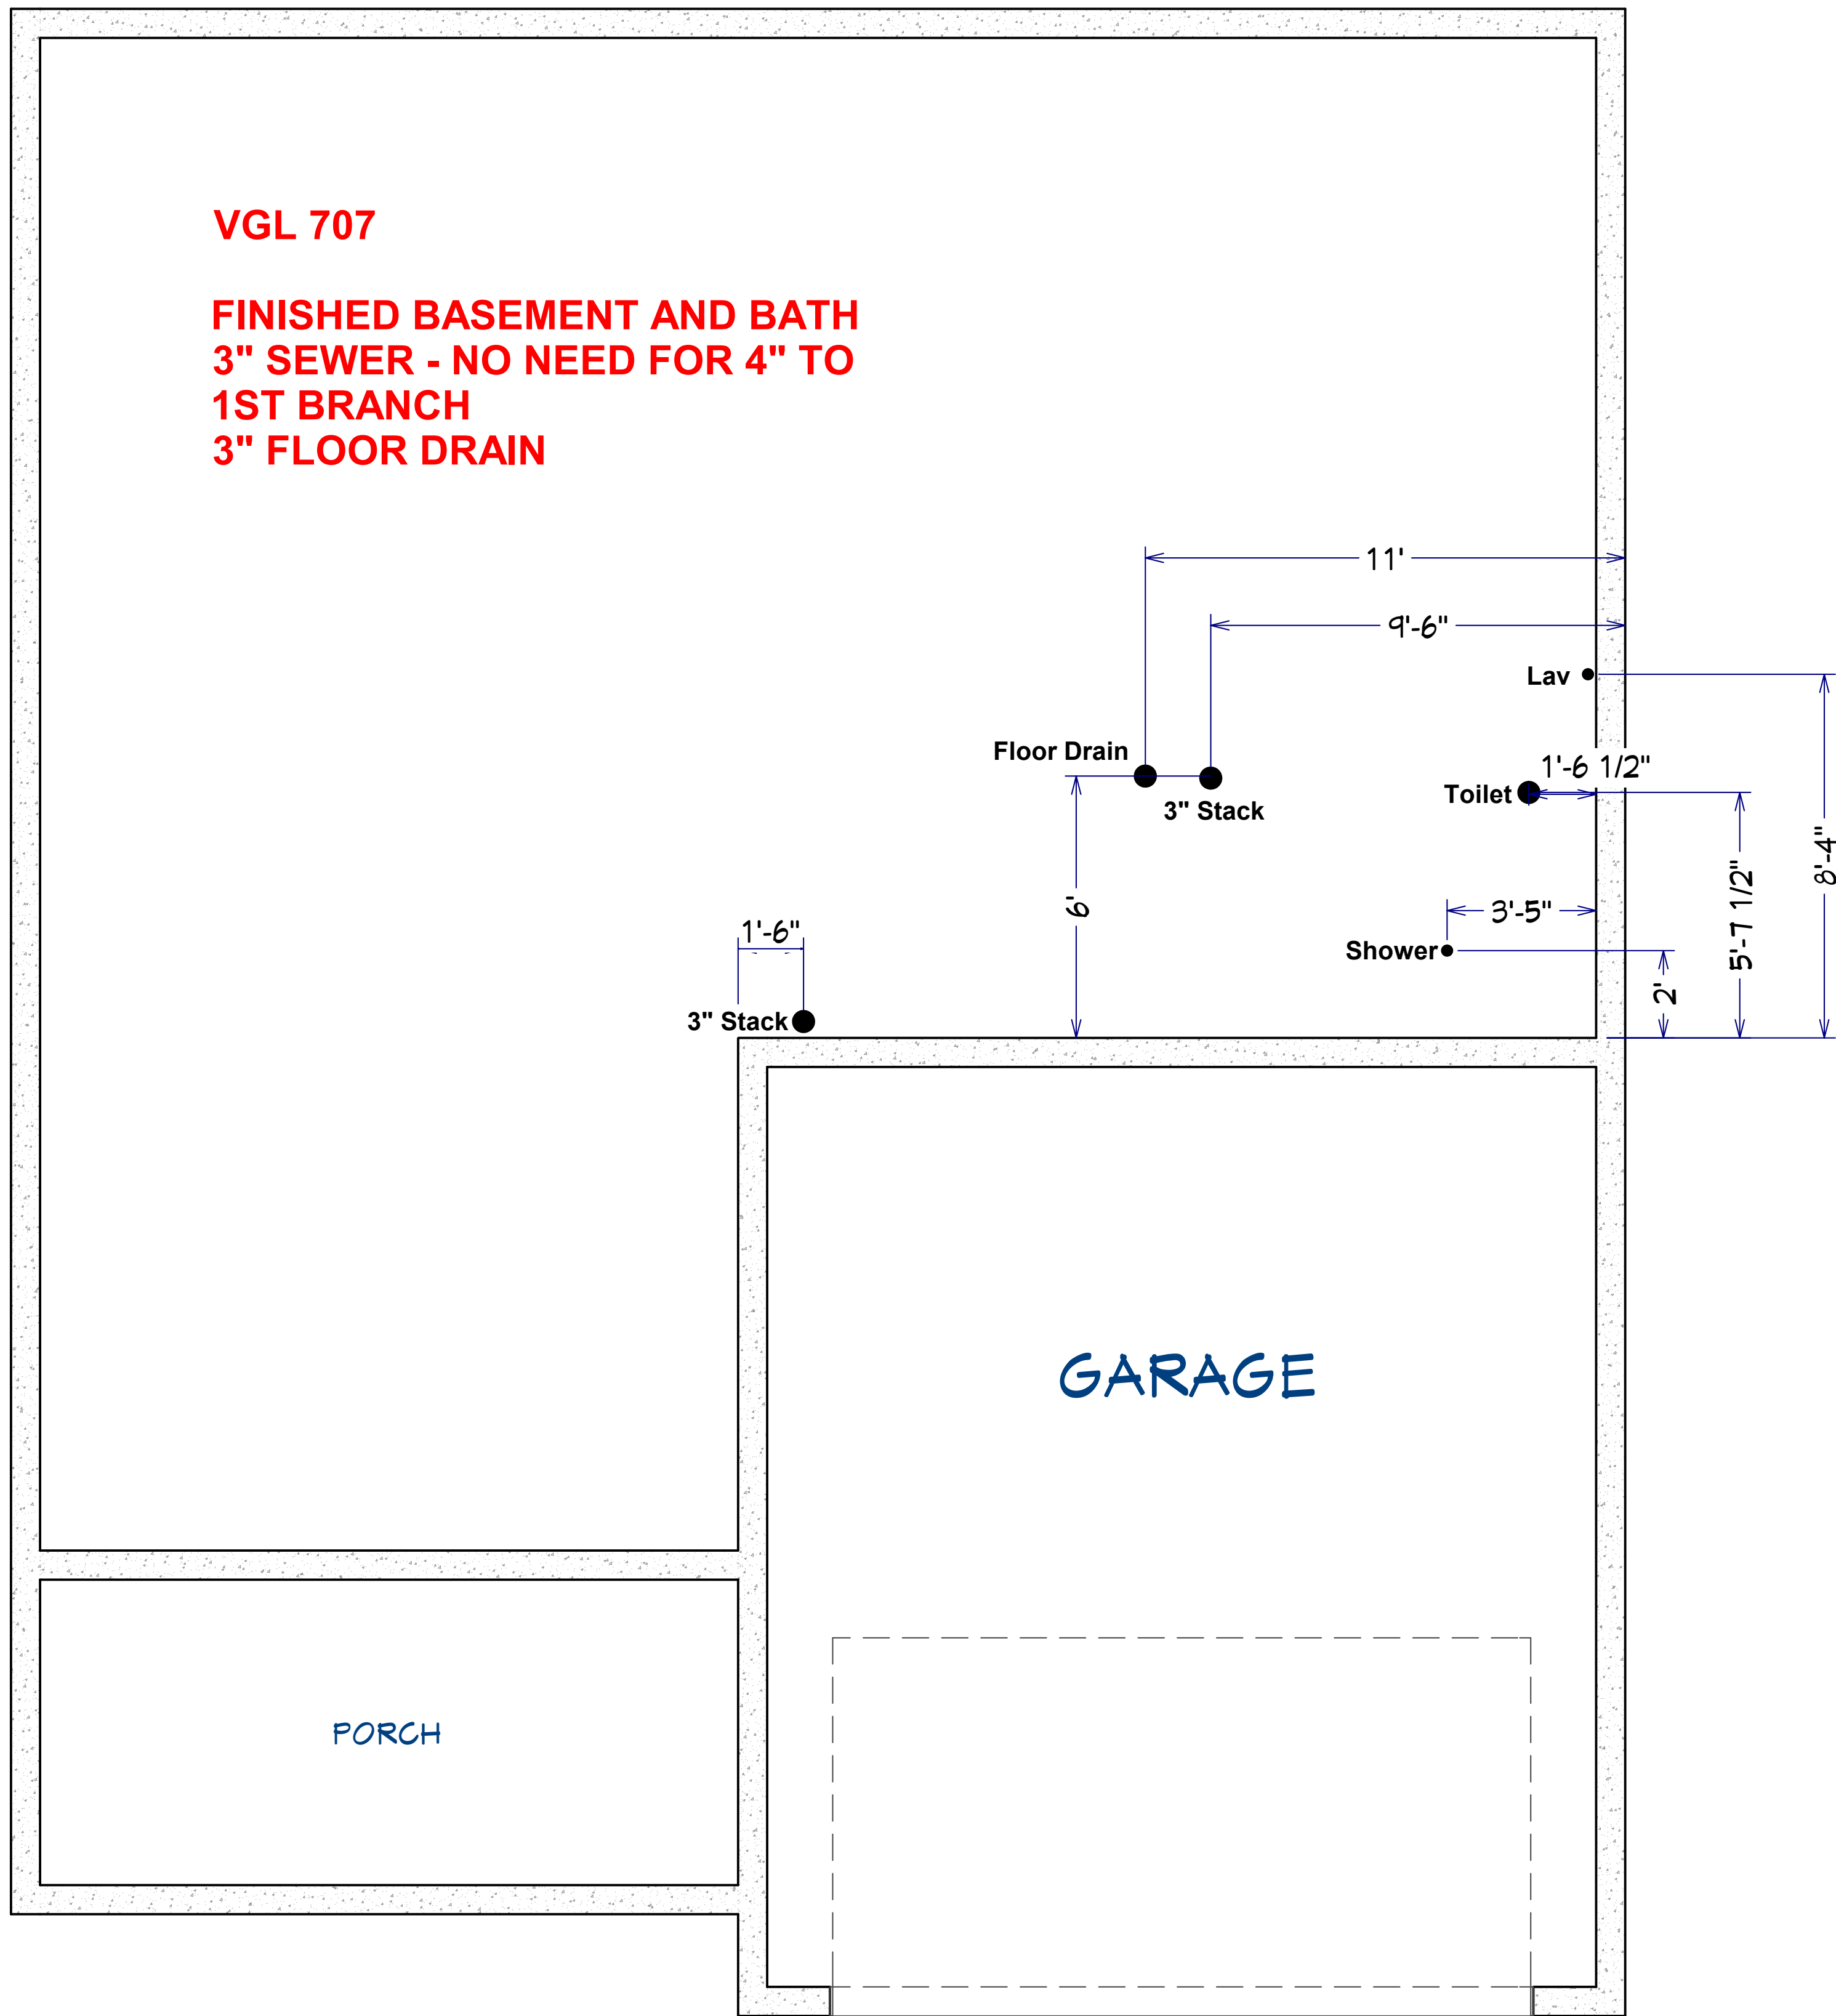 VGL 707
FINISHED BASEMENT AND BATH
3" SEWER - NO NEED FOR 4" TO
1ST BRANCH
3" FLOOR DRAIN
11'
9'-6"
Lav
Floor Drain
1'-6 1/2"
3" Stack
Toilet
8'-4"
5'-7 1/2"
6'
3'-5"
1'-6"
Shower
2'
3" Stack
GARAGE
PORCH